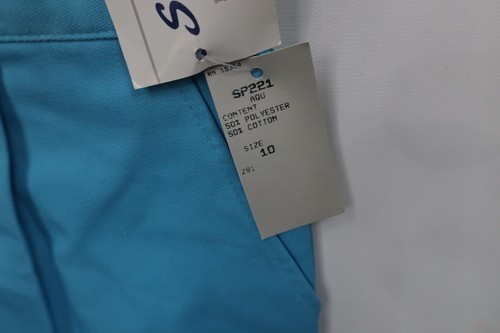 S
SP221
AQU
CONTENT
50% POLYESTER
50% COTTON
SIZE
10